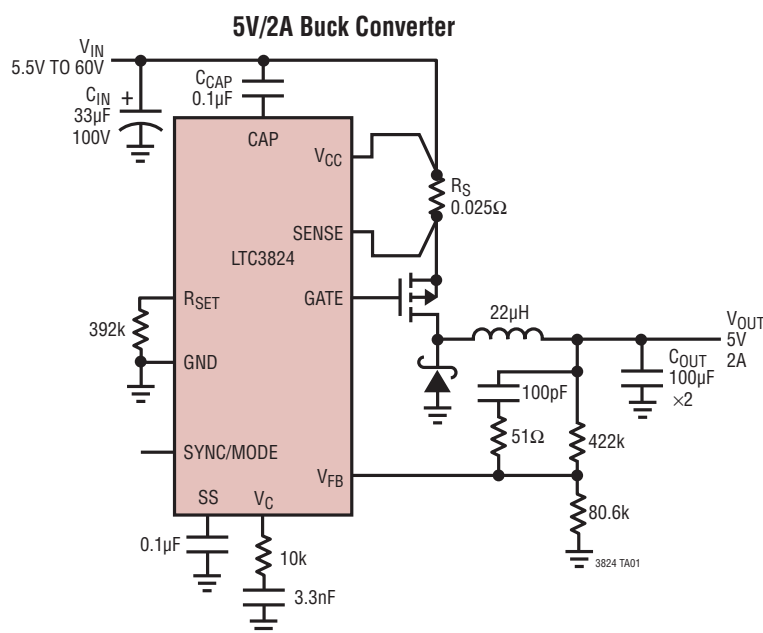 5V/2A Buck Converter
VIN
5.5V TO 60V
CIN
33µF
100V
+
CCAP
0.1µF
CAP
VCC
RS
0.025Ω
SENSE
LTC3824
RSET
GATE
392k
GND
22µH
VOUT
5V
2A
COUT
100µF
×2
100pF
51Ω
422k
SYNC/MODE
VFB
SS
VC
80.6k
0.1µF
10k
3.3nF
3824 TA01